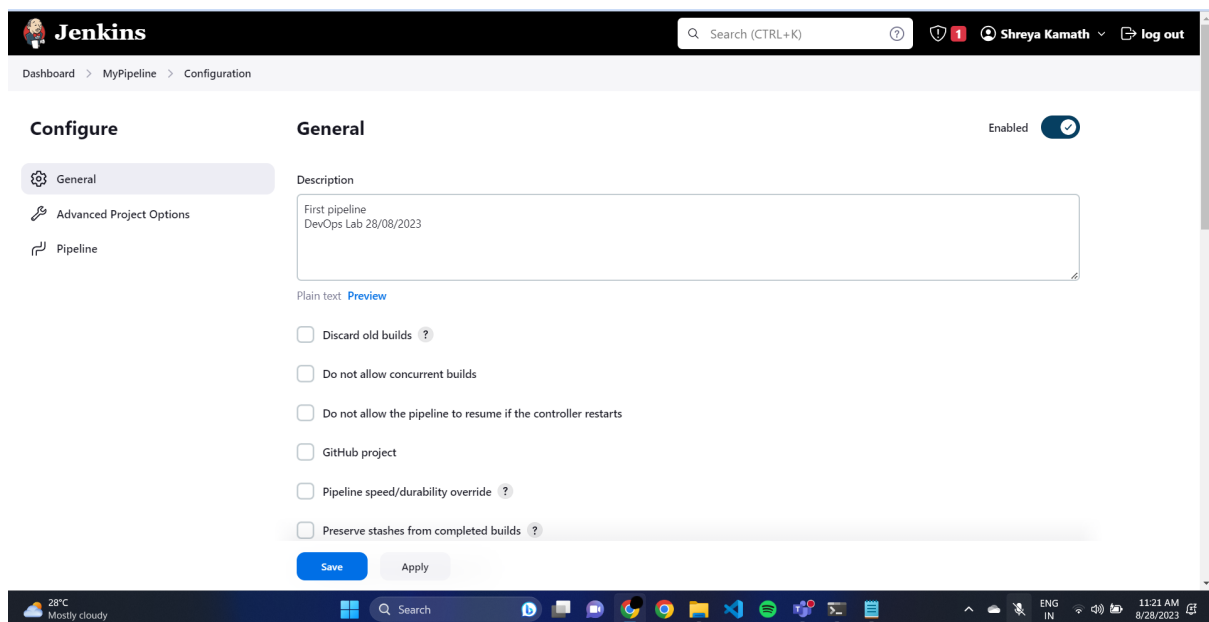 Jenkins
Search (CTRL+K)
?
1
Shreya Kamath
log out
Dashboard > MyPipeline > Configuration
Configure
General
Advanced Project Options
Pipeline
General
Enabled
Description
First pipeline
DevOps Lab 28/08/2023
Plain text Preview
Discard old builds ?
Do not allow concurrent builds
Do not allow the pipeline to resume if the controller restarts
GitHub project
Pipeline speed/durability override ?
Preserve stashes from completed builds ?
Save Apply
28°C
Mostly cloudy
Search
ENG
IN
11:21 AM
8/28/2023